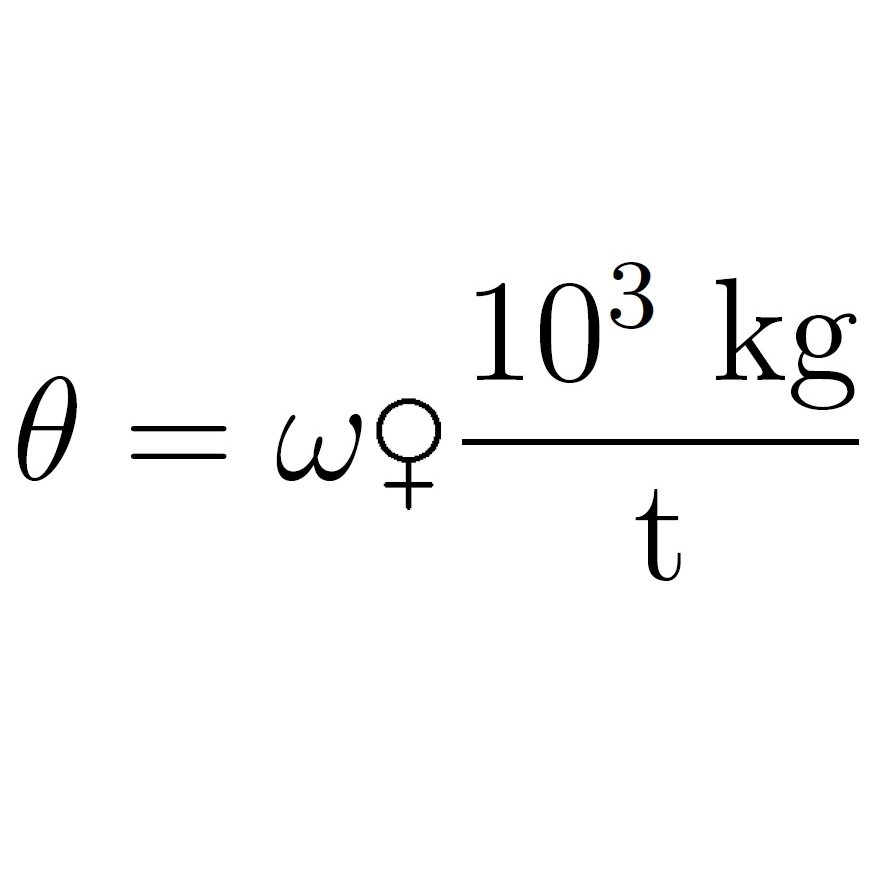 θ = ω♀ 10³ kg / t